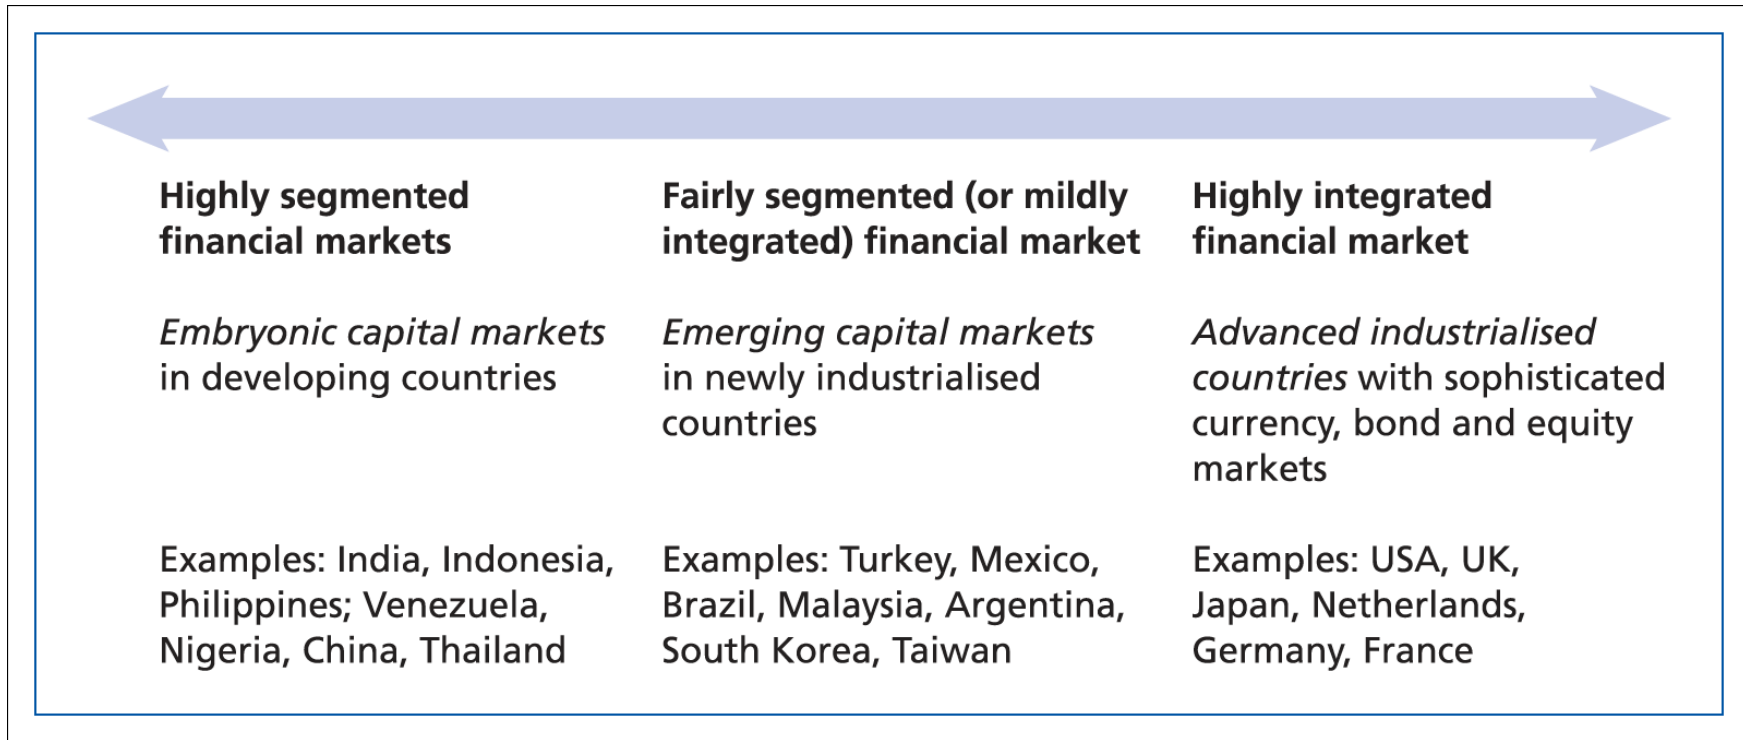 Highly segmented
financial markets
Embryonic capital markets
in developing countries
Examples: India, Indonesia,
Philippines; Venezuela,
Nigeria, China, Thailand
Fairly segmented (or mildly
integrated) financial market
Emerging capital markets
in newly industrialised
countries
Examples: Turkey, Mexico,
Brazil, Malaysia, Argentina,
South Korea, Taiwan
Highly integrated
financial market
Advanced industrialised
countries with sophisticated
currency, bond and equity
markets
Examples: USA, UK,
Japan, Netherlands,
Germany, France